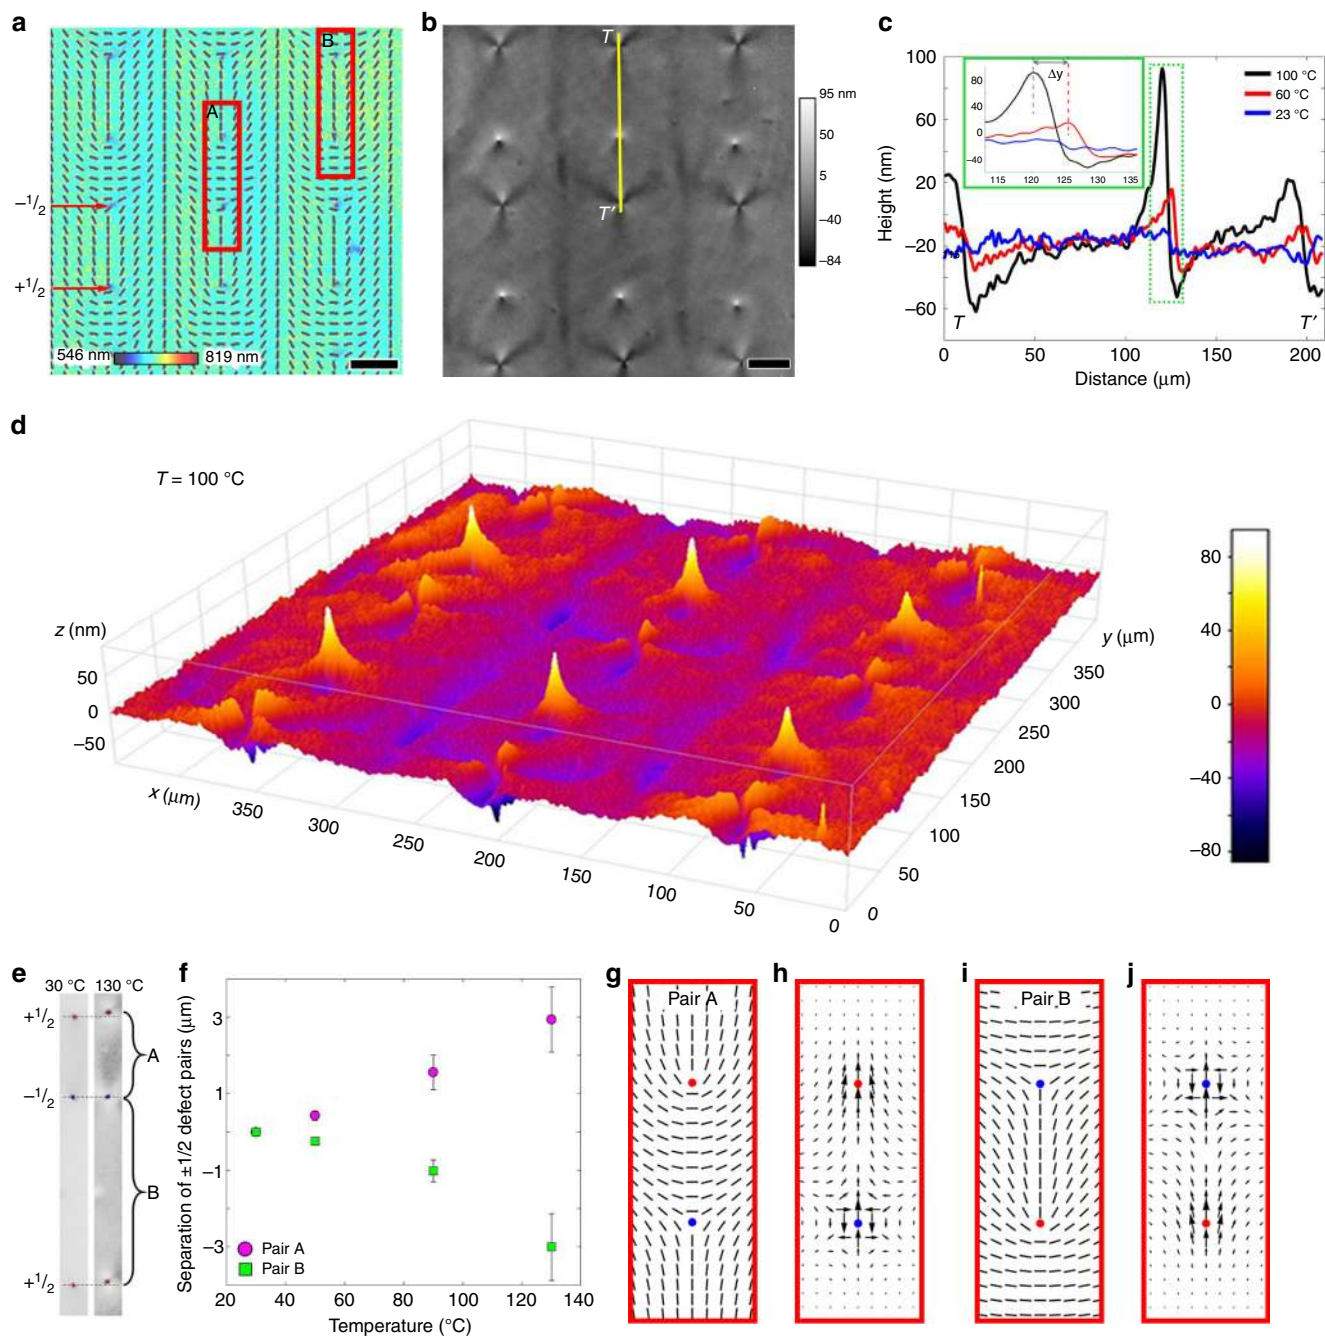 a
B
A
−1/2
+1/2
546 nm
819 nm
b
T
T′
95 nm
50
5
−40
−84
c
100
60
20
−20
−60
Height (nm)
Δy
80
40
0
−40
115
120
125
130
135
100 °C
60 °C
23 °C
T
T′
0
50
100
150
200
Distance (μm)
d
T = 100 °C
z (nm)
50
0
−50
x (μm)
350
300
250
200
150
100
50
0
y (μm)
350
300
250
200
150
100
50
0
80
40
0
−40
−80
e
30 °C
130 °C
+1/2
A
−1/2
B
+1/2
f
Separation of ±1/2 defect pairs (μm)
3
1
−1
−3
Pair A
Pair B
20
40
60
80
100
120
140
Temperature (°C)
g
Pair A
h
i
Pair B
j